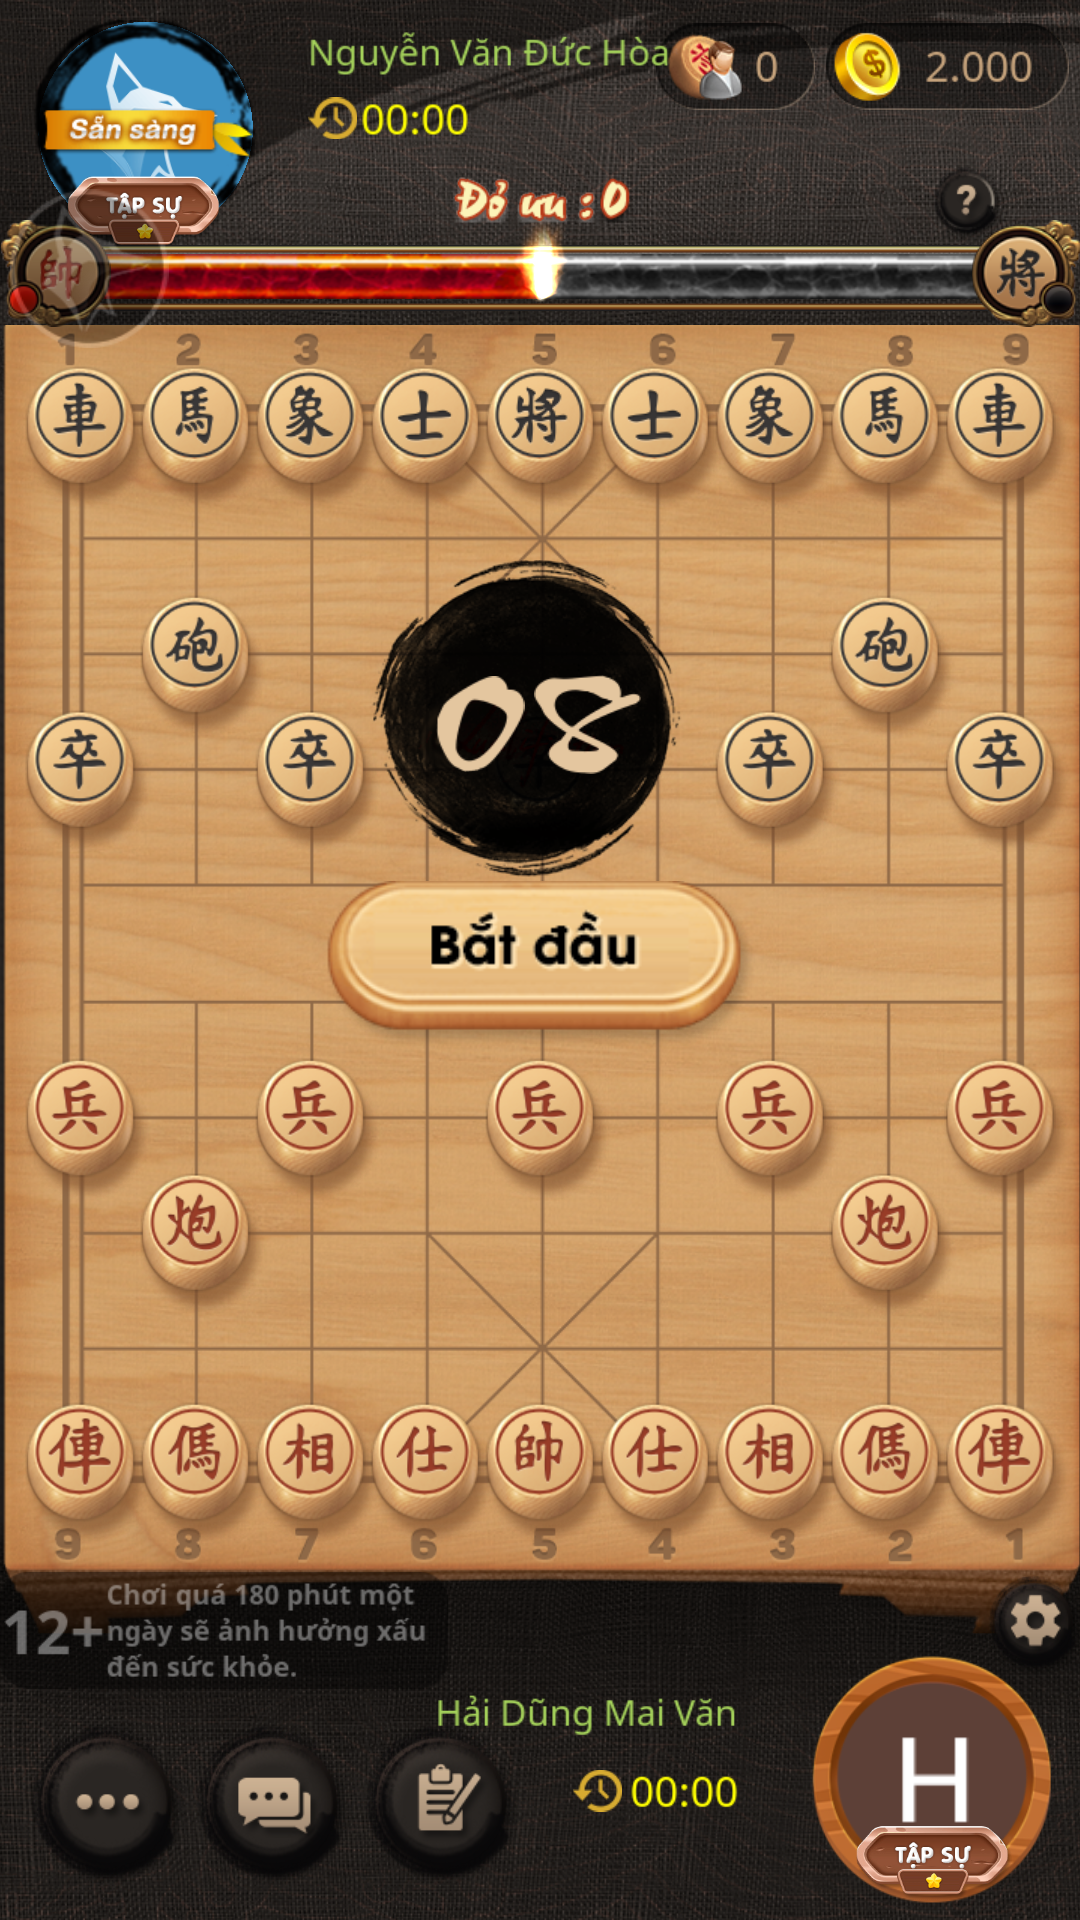 Nguyễn Văn Đức Hòa
0
2.000
00:00
Sẵn sàng
TẬP SỰ
Đỏ ưu : 0
?
帥
將
1 2 3 4 5 6 7 8 9
車 馬 象 士 將 士 象 馬 車
砲 砲
08
卒 卒 卒 卒
Bắt đầu
兵 兵 兵 兵 兵
炮 炮
俥 傌 相 仕 帥 仕 相 傌 俥
9 8 7 6 5 4 3 2 1
12+
Chơi quá 180 phút một
ngày sẽ ảnh hưởng xấu
đến sức khỏe.
Hải Dũng Mai Văn
00:00
H
TẬP SỰ